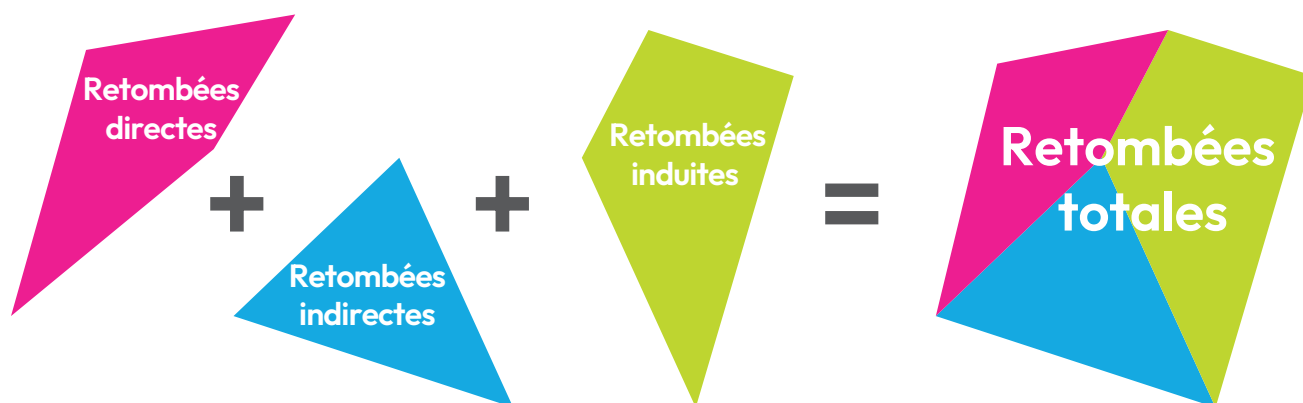 Retombées
directes
+
Retombées
indirectes
+
Retombées
induites
=
Retombées
totales